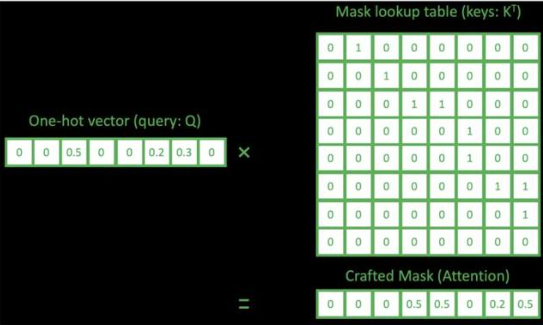 Mask lookup table (keys: Kᵀ)
0 1 0 0 0 0 0 0
0 0 1 0 0 0 0 0
0 0 0 1 1 0 0 0
0 0 0 0 0 1 0 0
0 0 0 0 0 1 0 0
0 0 0 0 0 0 1 1
0 0 0 0 0 0 0 1
0 0 0 0 0 0 0 0
One-hot vector (query: Q)
0 0 0.5 0 0 0.2 0.3 0 ×
Crafted Mask (Attention)
= 0 0 0 0.5 0.5 0 0.2 0.5